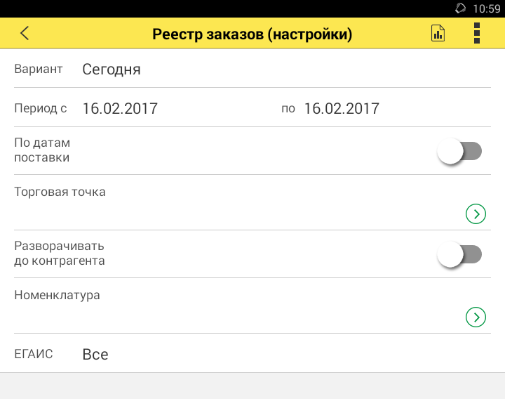 10:59
Реестр заказов (настройки)
Вариант Сегодня
Период с 16.02.2017 по 16.02.2017
По датам
поставки
Торговая точка
Разворачивать
до контрагента
Номенклатура
ЕГАИС Все